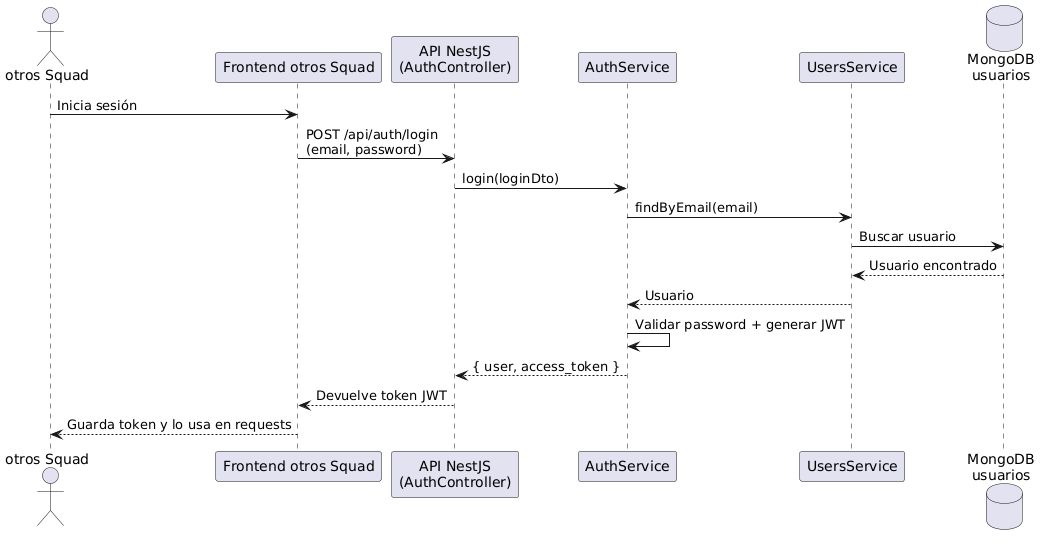 otros Squad
Frontend otros Squad
API NestJS
(AuthController)
AuthService
UsersService
MongoDB
usuarios
Inicia sesión
POST /api/auth/login
(email, password)
login(loginDto)
findByEmail(email)
Buscar usuario
Usuario encontrado
Usuario
Validar password + generar JWT
{ user, access_token }
Devuelve token JWT
Guarda token y lo usa en requests
otros Squad
Frontend otros Squad
API NestJS
(AuthController)
AuthService
UsersService
MongoDB
usuarios